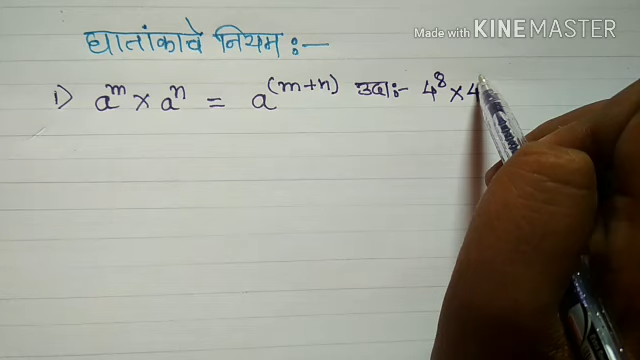 Made with KINEMASTER
घातांकाचे नियम :-
1) a^m × a^n = a^(m+n) उदा:- 4^8 × 4